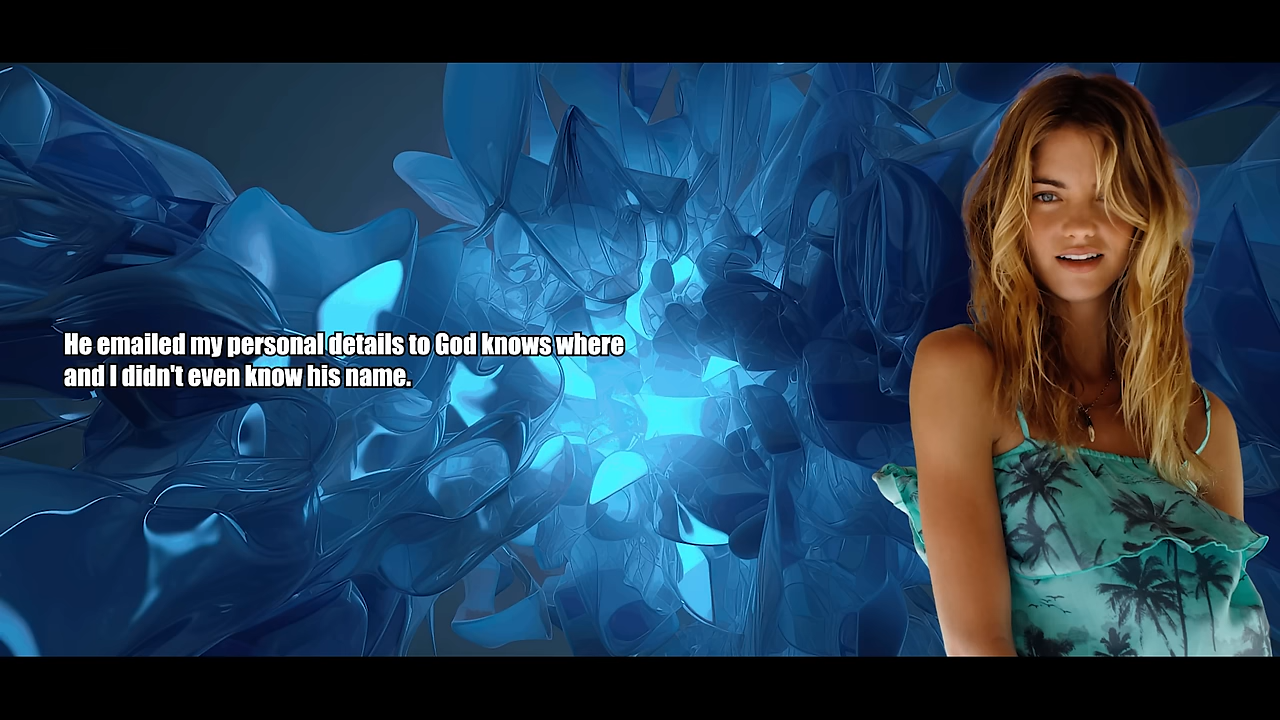 He emailed my personal details to God knows where
and I didn't even know his name.